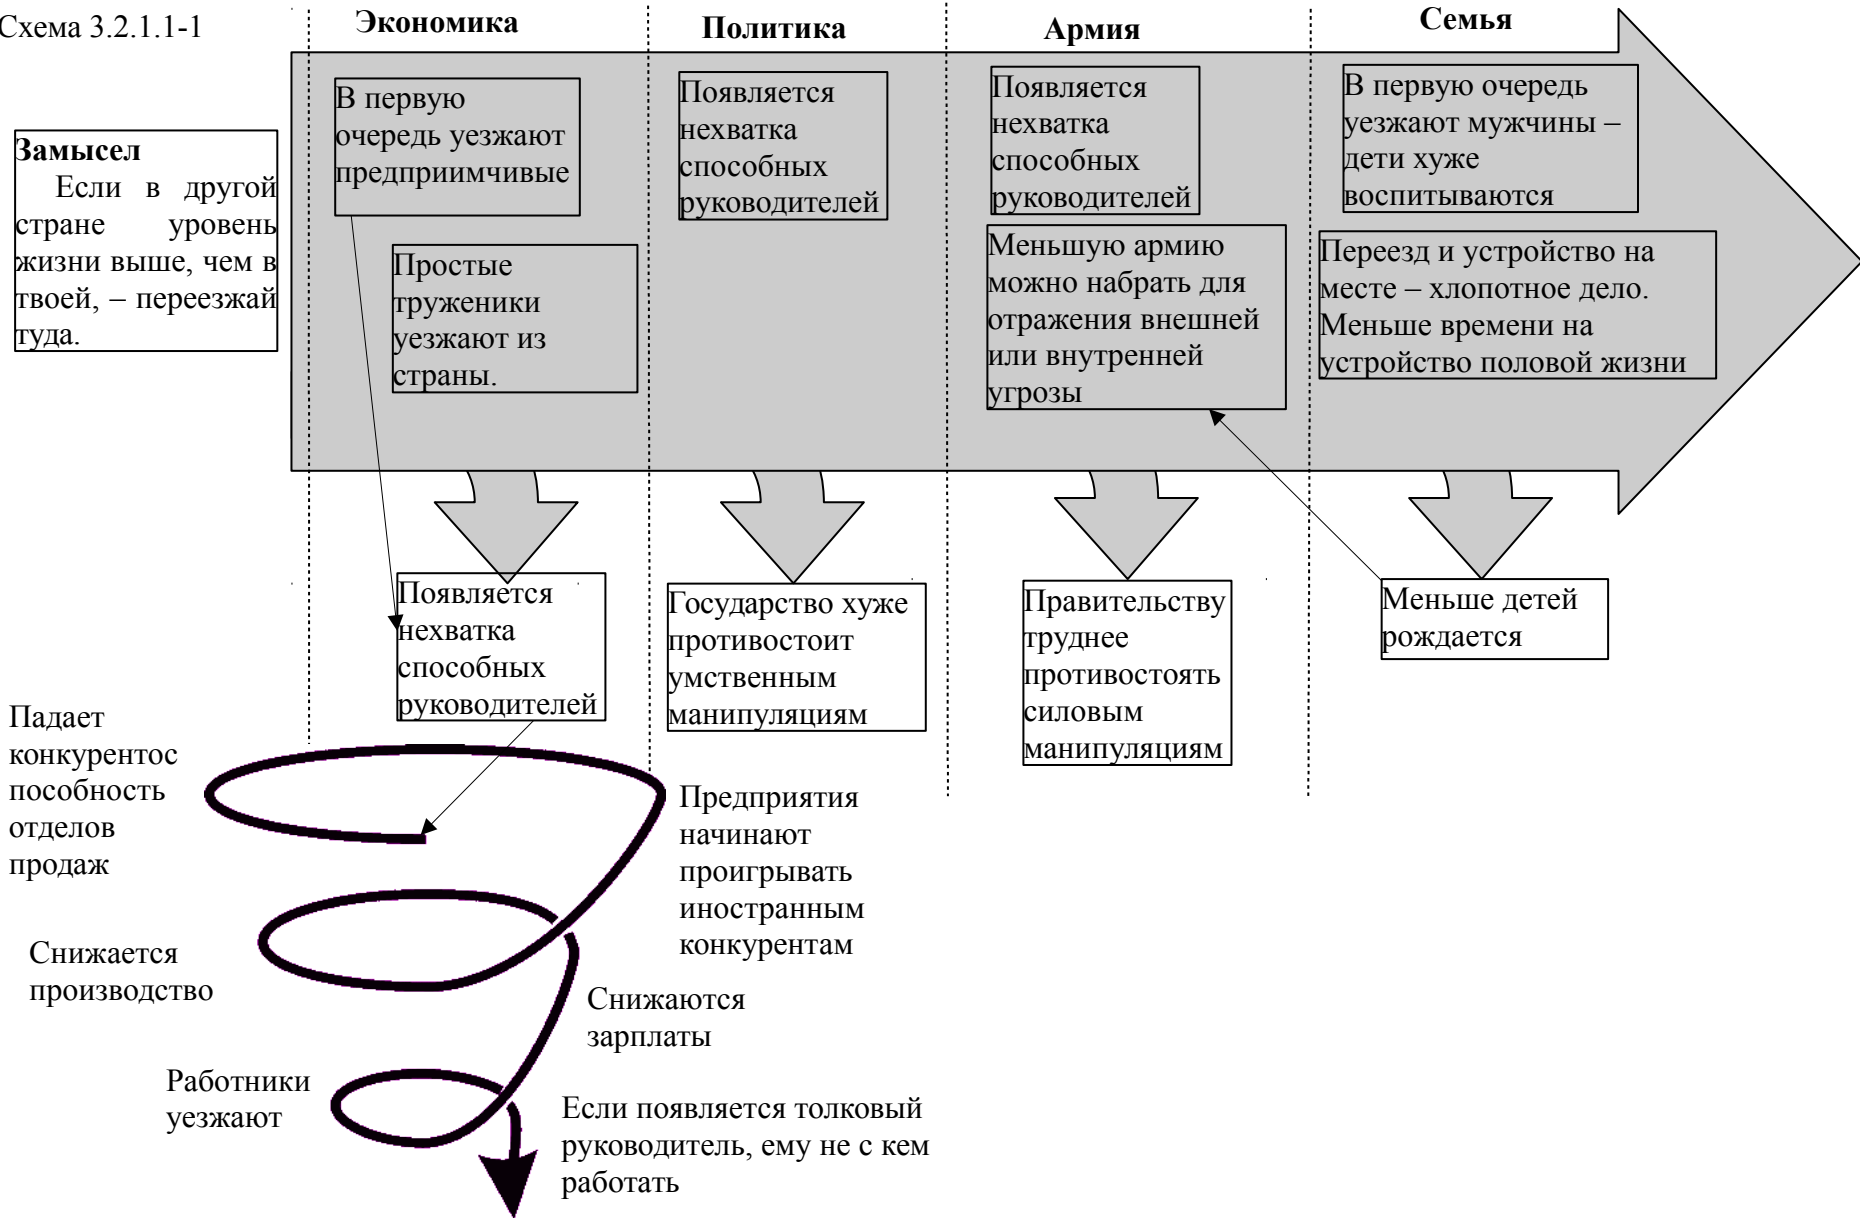 Схема 3.2.1.1-1
Экономика
Политика
Армия
Семья
Замысел
Если в другой
стране уровень
жизни выше, чем в
твоей, – переезжай
туда.
В первую
очередь уезжают
предприимчивые
Простые
труженики
уезжают из
страны.
Появляется
нехватка
способных
руководителей
Появляется
нехватка
способных
руководителей
Меньшую армию
можно набрать для
отражения внешней
или внутренней
угрозы
В первую очередь
уезжают мужчины –
дети хуже
воспитываются
Переезд и устройство на
месте – хлопотное дело.
Меньше времени на
устройство половой жизни
Появляется
нехватка
способных
руководителей
Государство хуже
противостоит
умственным
манипуляциям
Правительству
труднее
противостоять
силовым
манипуляциям
Меньше детей
рождается
Падает
конкурентос
пособность
отделов
продаж
Предприятия
начинают
проигрывать
иностранным
конкурентам
Снижается
производство
Снижаются
зарплаты
Работники
уезжают
Если появляется толковый
руководитель, ему не с кем
работать